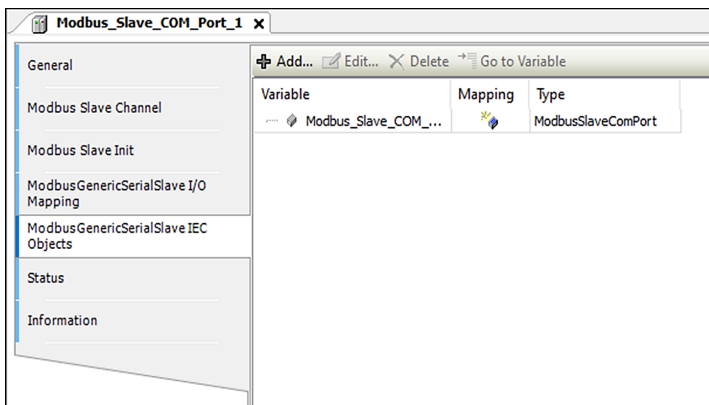 Modbus_Slave_COM_Port_1
General
Modbus Slave Channel
Modbus Slave Init
ModbusGenericSerialSlave I/O
Mapping
ModbusGenericSerialSlave IEC
Objects
Status
Information
Add... Edit... Delete Go to Variable
Variable Mapping Type
Modbus_Slave_COM_... ModbusSlaveComPort